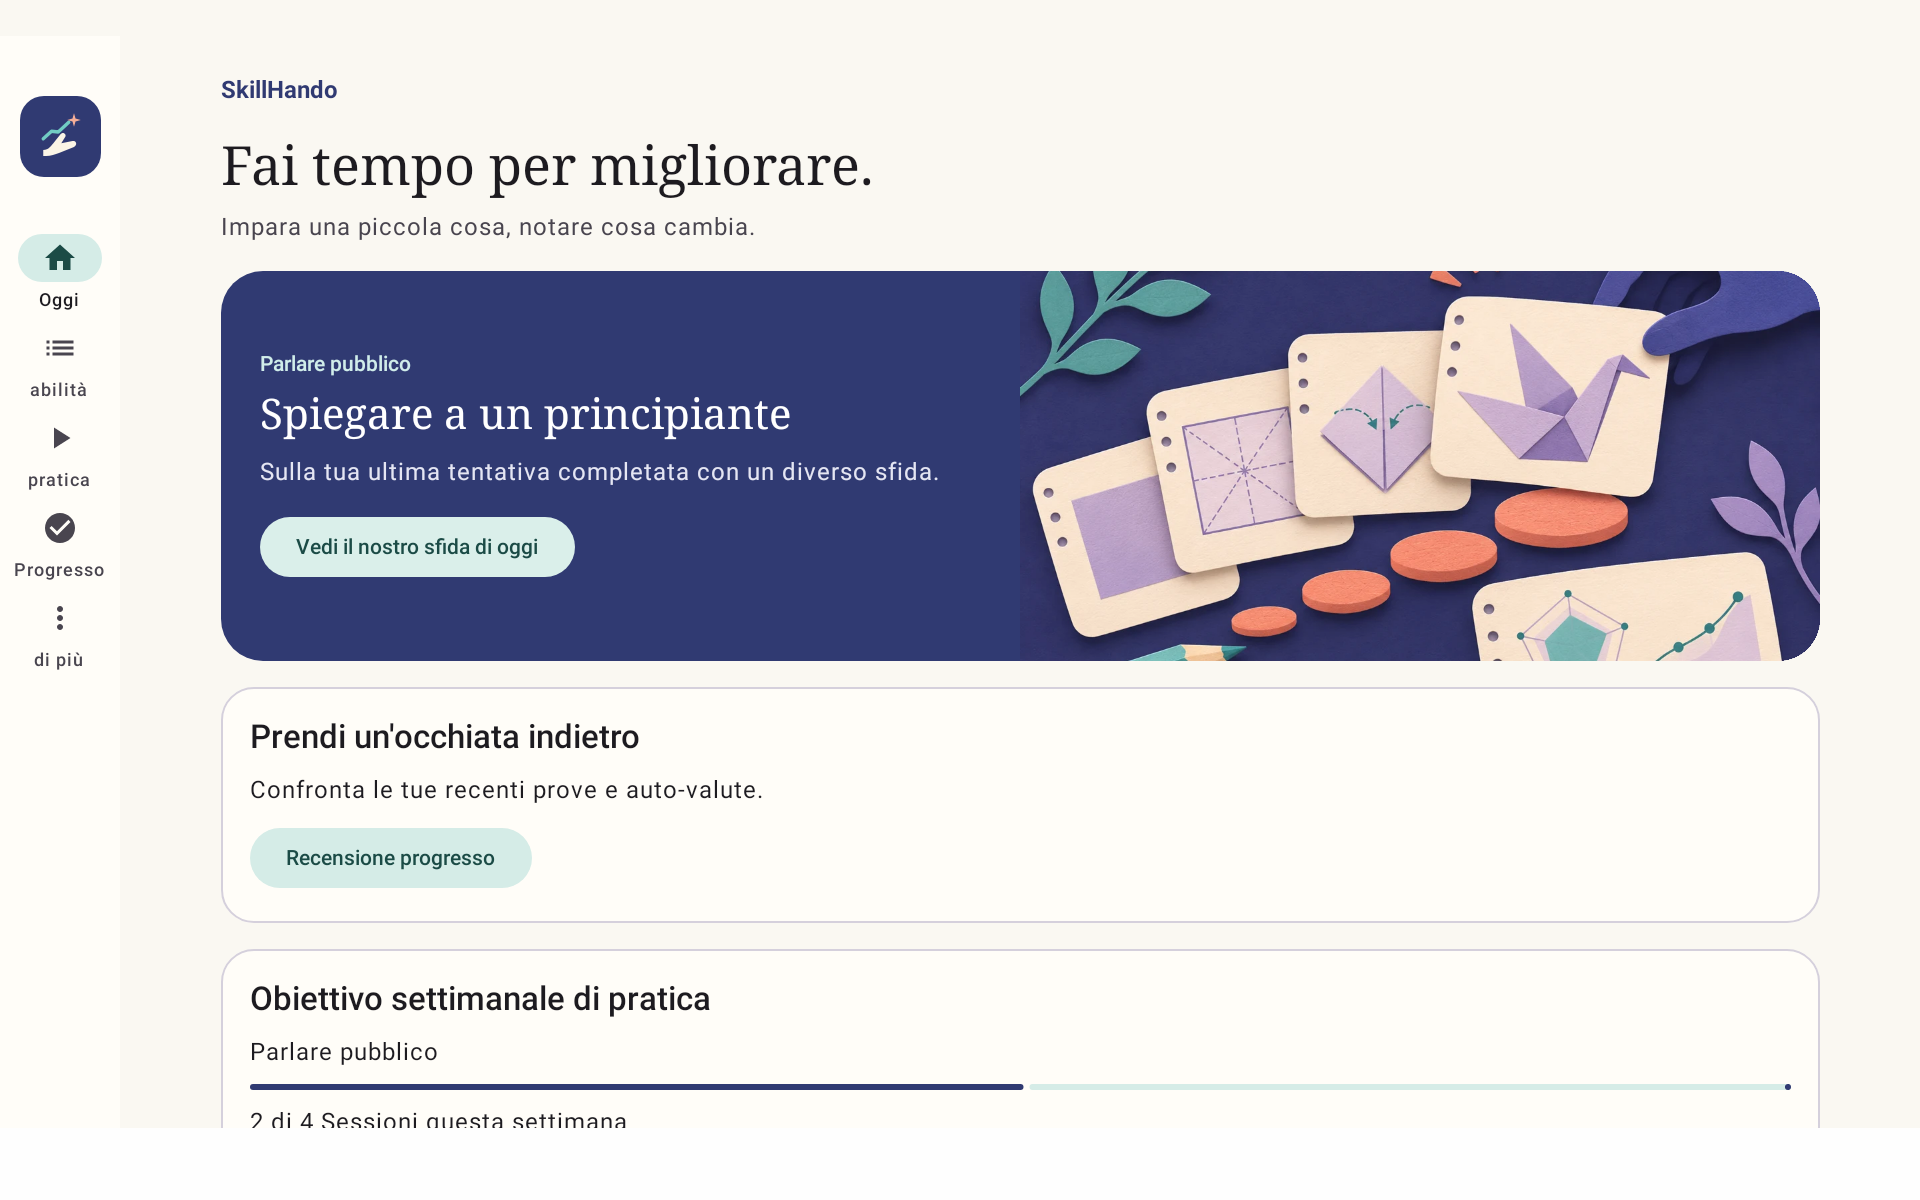 SkillHando
Fai tempo per migliorare.
Impara una piccola cosa, notare cosa cambia.
Oggi
abilità
pratica
Progresso
di più
Parlare pubblico
Spiegare a un principiante
Sulla tua ultima tentativa completata con un diverso sfida.
Vedi il nostro sfida di oggi
Prendi un'occhiata indietro
Confronta le tue recenti prove e auto-valute.
Recensione progresso
Obiettivo settimanale di pratica
Parlare pubblico
2 di 4 Sessioni questa settimana